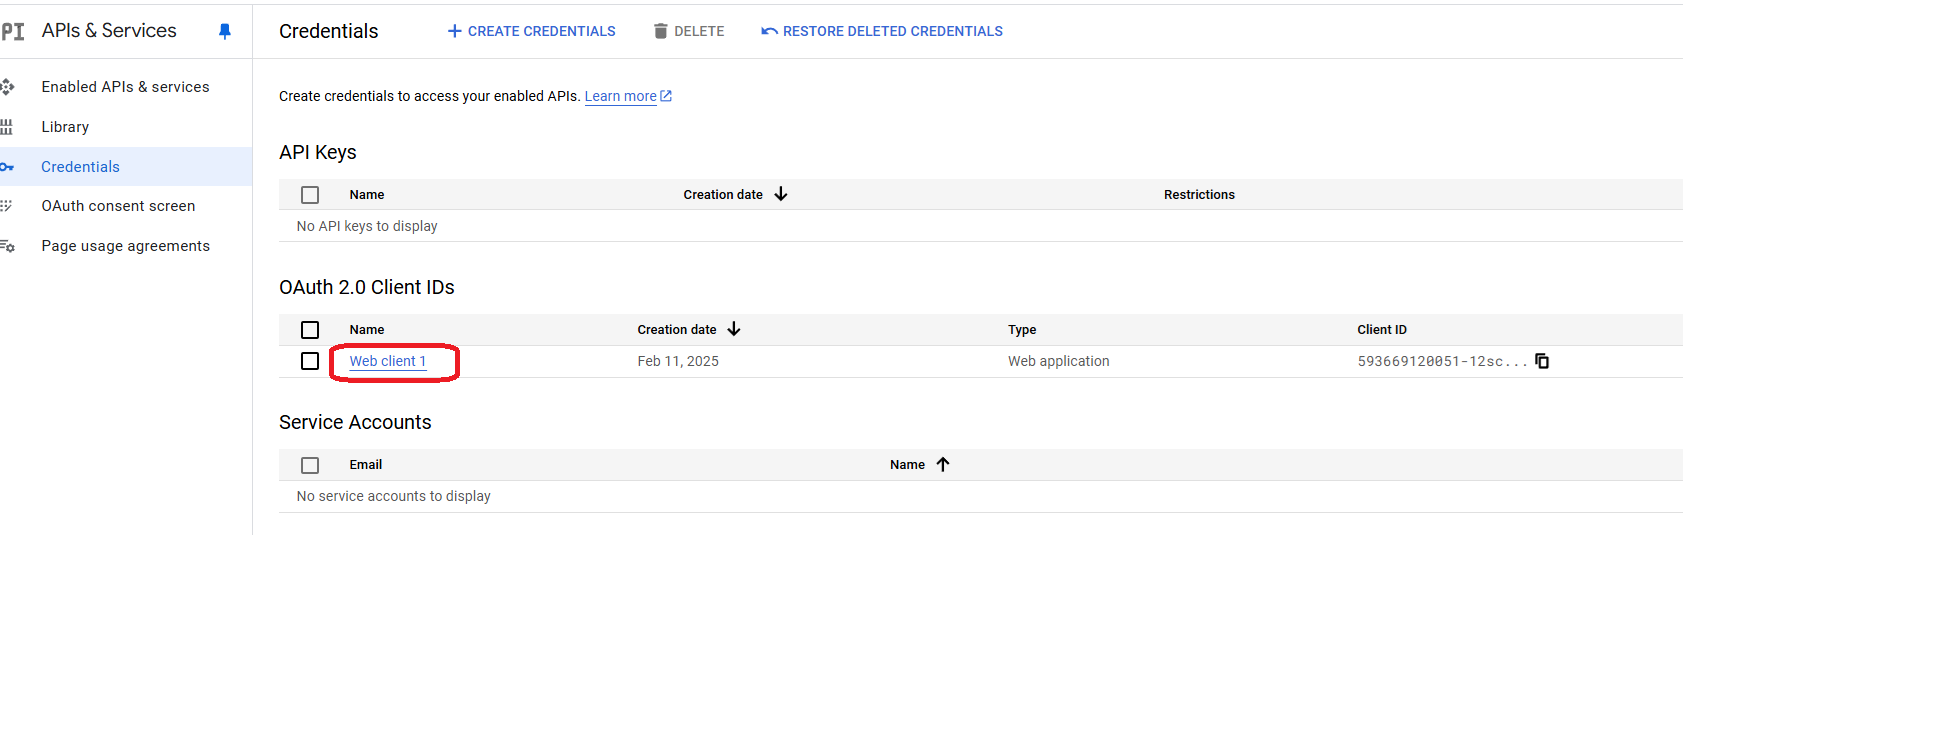 API APIs & Services
Credentials
CREATE CREDENTIALS
DELETE
RESTORE DELETED CREDENTIALS
Enabled APIs & services
Library
Credentials
OAuth consent screen
Page usage agreements
Create credentials to access your enabled APIs. Learn more
API Keys
Name Creation date Restrictions
No API keys to display
OAuth 2.0 Client IDs
Name Creation date Type Client ID
Web client 1 Feb 11, 2025 Web application 593669120051-12sc...
Service Accounts
Email Name
No service accounts to display